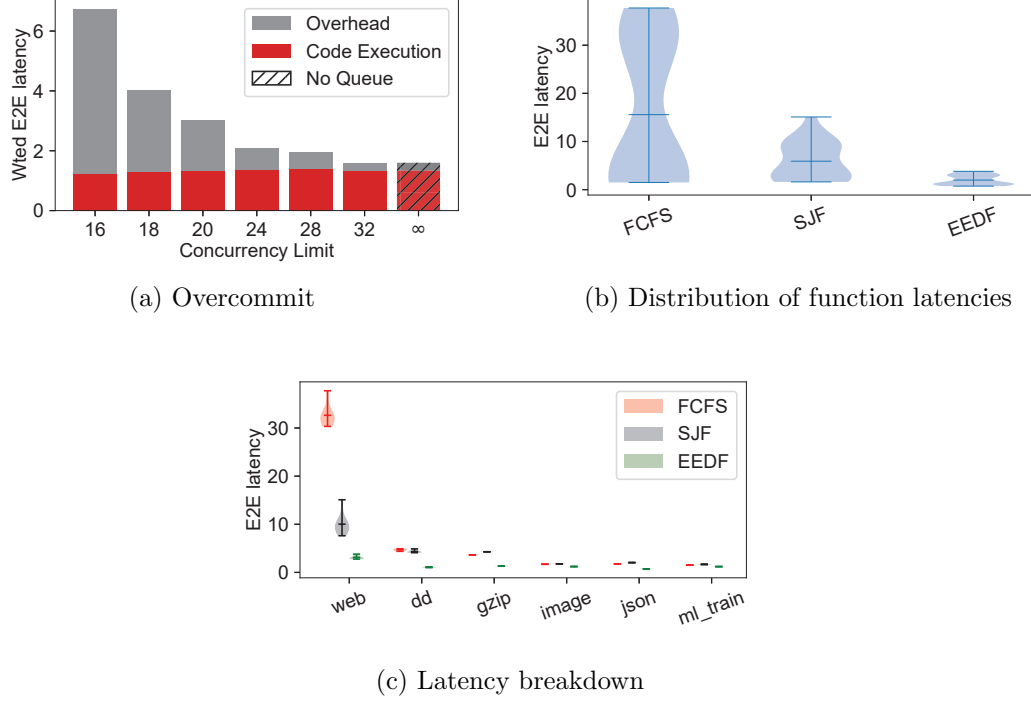 6
4
2
0
Wted E2E latency
Overhead
Code Execution
No Queue
16 18 20 24 28 32 ∞
Concurrency Limit
(a) Overcommit
30
20
10
0
E2E latency
FCFS SJF EEDF
(b) Distribution of function latencies
30
20
10
0
E2E latency
FCFS
SJF
EEDF
web dd gzip image json ml_train
(c) Latency breakdown